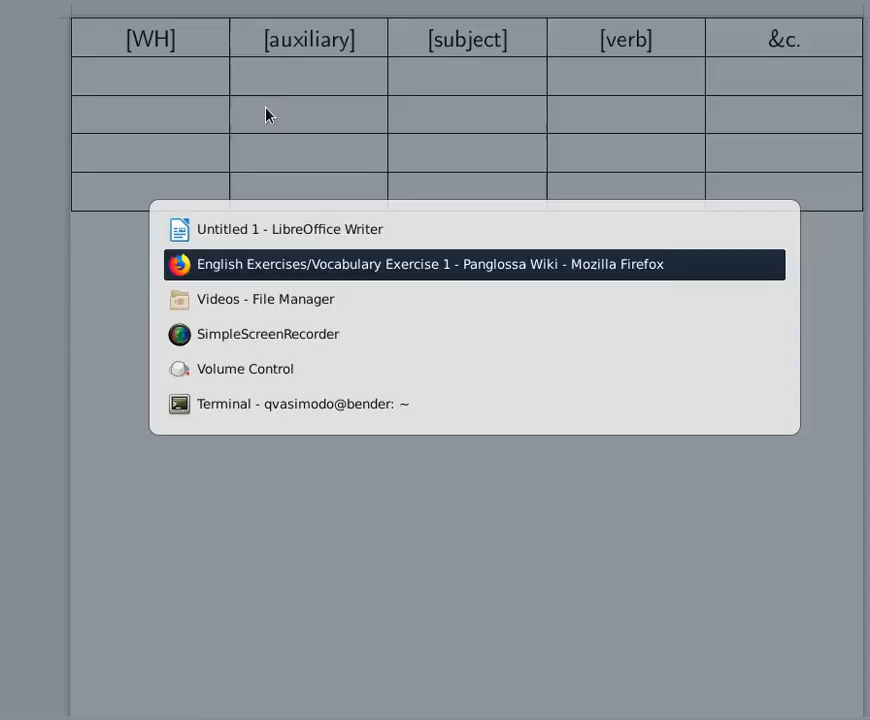 [WH] [auxiliary] [subject] [verb] &c.
Untitled 1 - LibreOffice Writer
English Exercises/Vocabulary Exercise 1 - Panglossa Wiki - Mozilla Firefox
Videos - File Manager
SimpleScreenRecorder
Volume Control
Terminal - qvasimodo@bender: ~